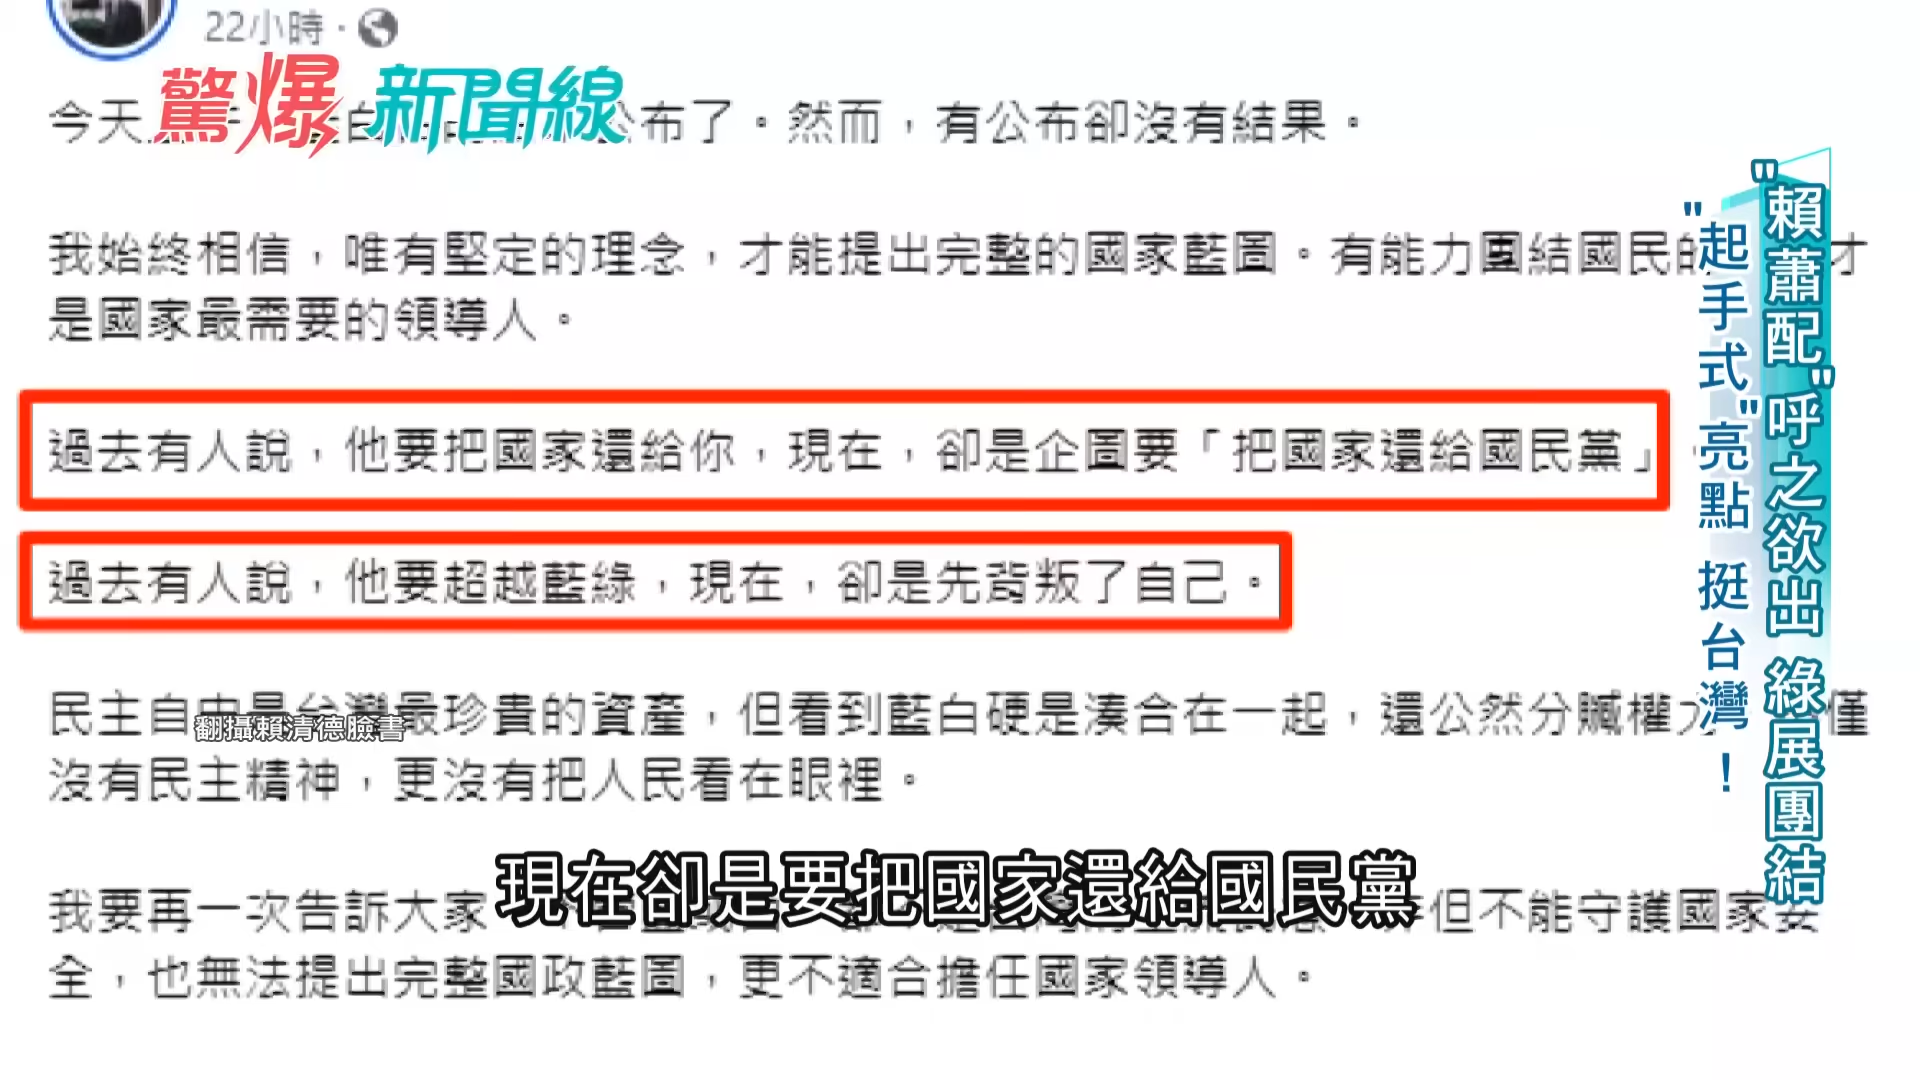 22小時
驚爆新聞線
今天 公布了。然而，有公布卻沒有結果。
我始終相信，唯有堅定的理念，才能提出完整的國家藍圖。有能力團結國民的 才
是國家最需要的領導人。
過去有人說，他要把國家還給你，現在，卻是企圖要「把國家還給國民黨」
過去有人說，他要超越藍綠，現在，卻是先背叛了自己。
民主自由是台灣最珍貴的資產，但看到藍白硬是湊合在一起，還公然分贓權 僅
沒有民主精神，更沒有把人民看在眼裡。
翻攝賴清德臉書
我要再一次告訴大家 但不能守護國家安
全，也無法提出完整國政藍圖，更不適合擔任國家領導人。
現在卻是要把國家還給國民黨
"賴蕭配"呼之欲出 綠展團結
"起手式"亮點 挺台灣！